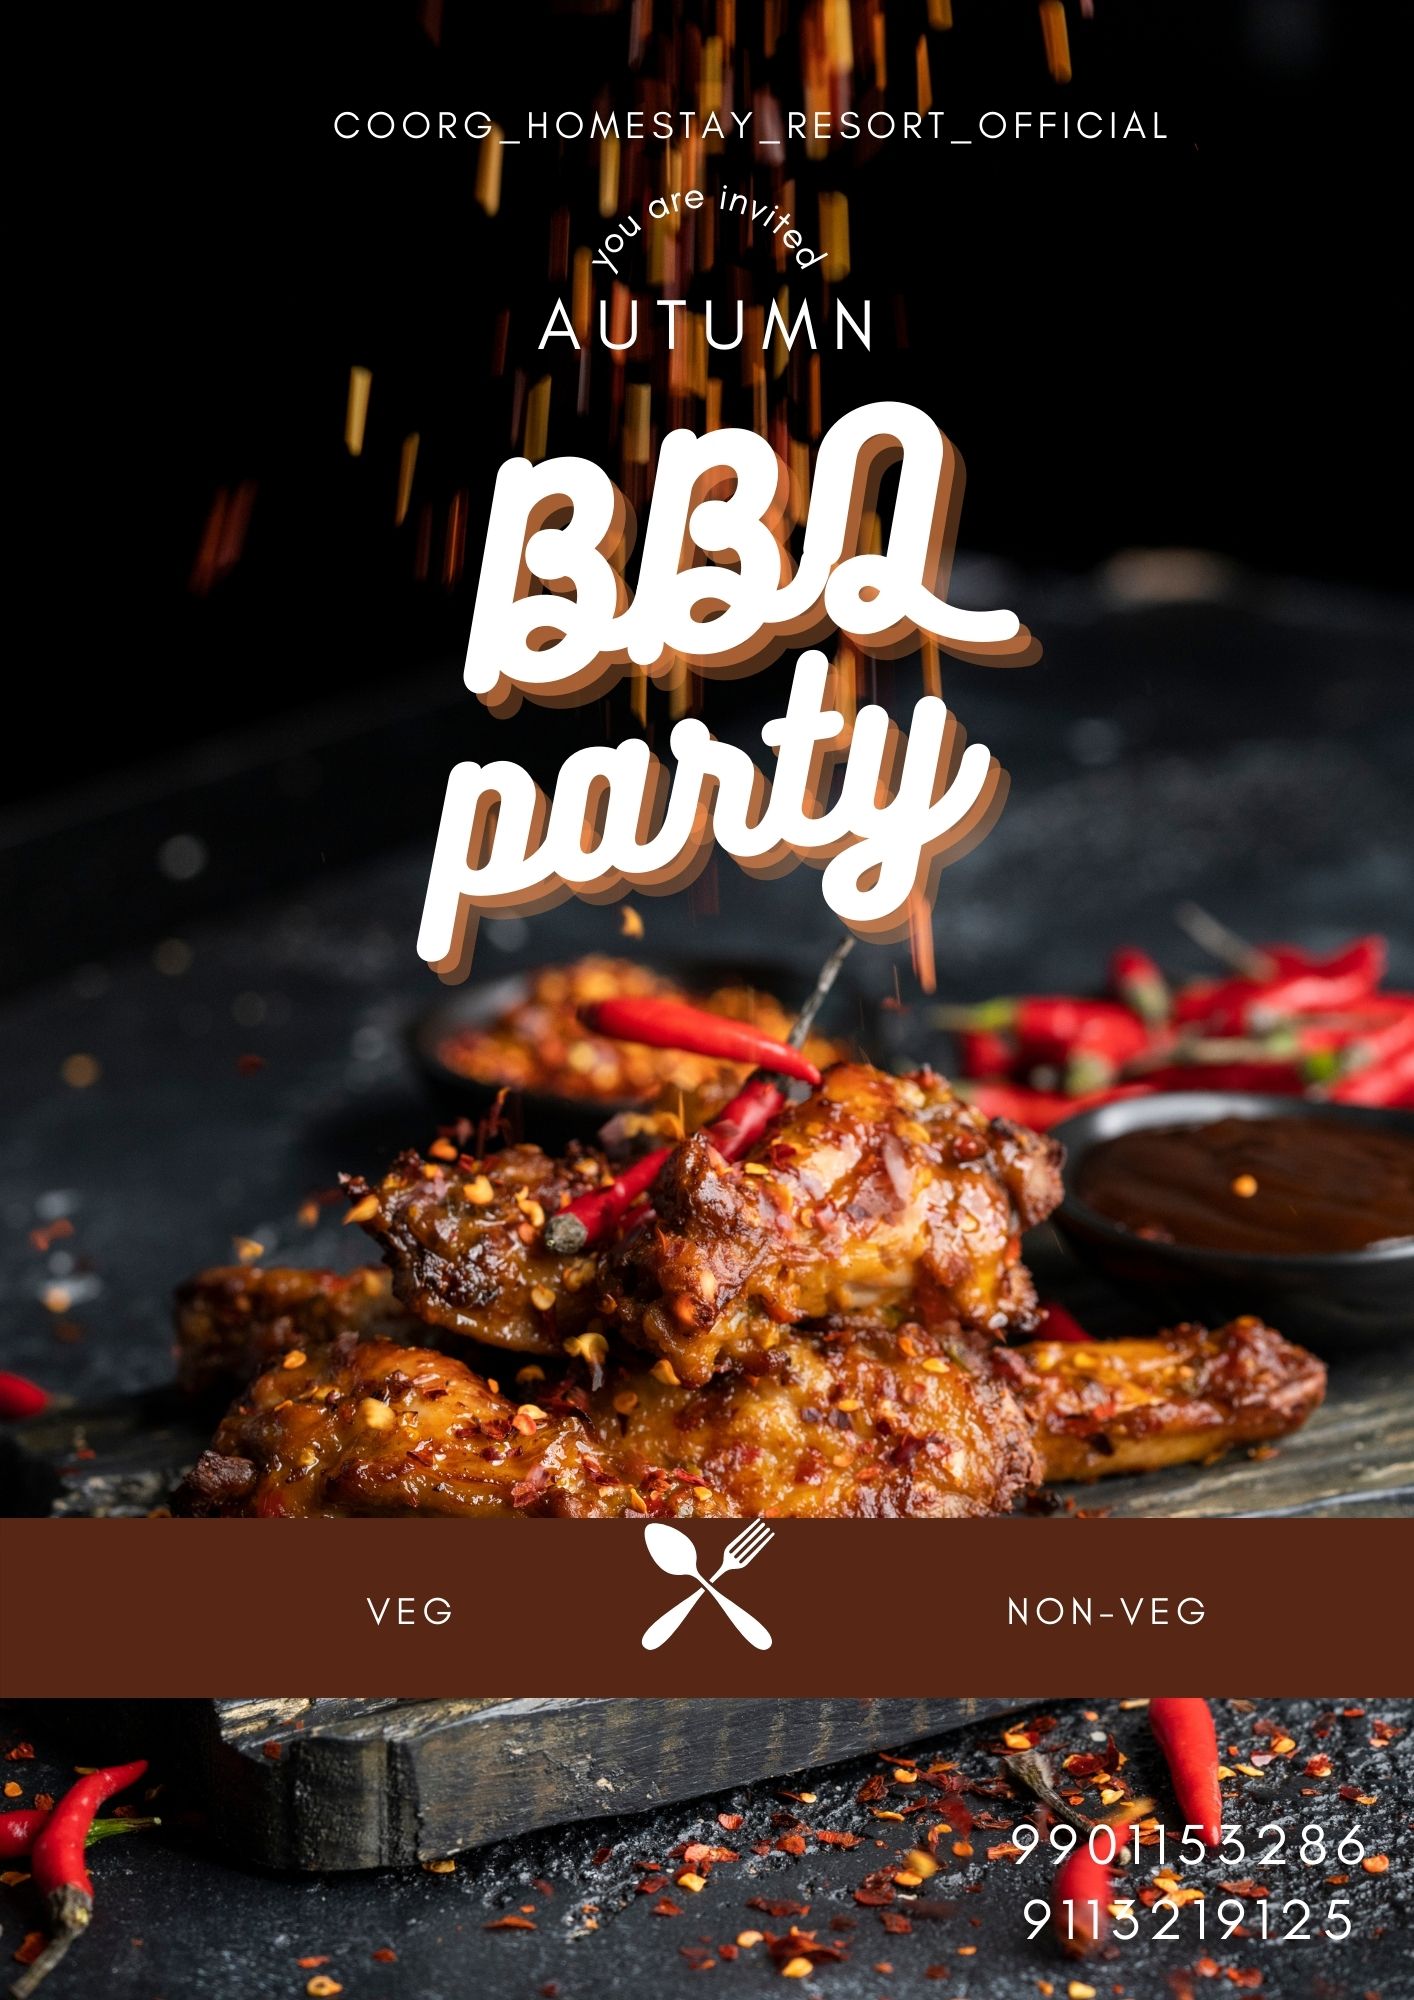 COORG_HOMESTAY_RESORT_OFFICIAL
you are invited
AUTUMN
BBQ
party
VEG
NON-VEG
9901153286
9113219125